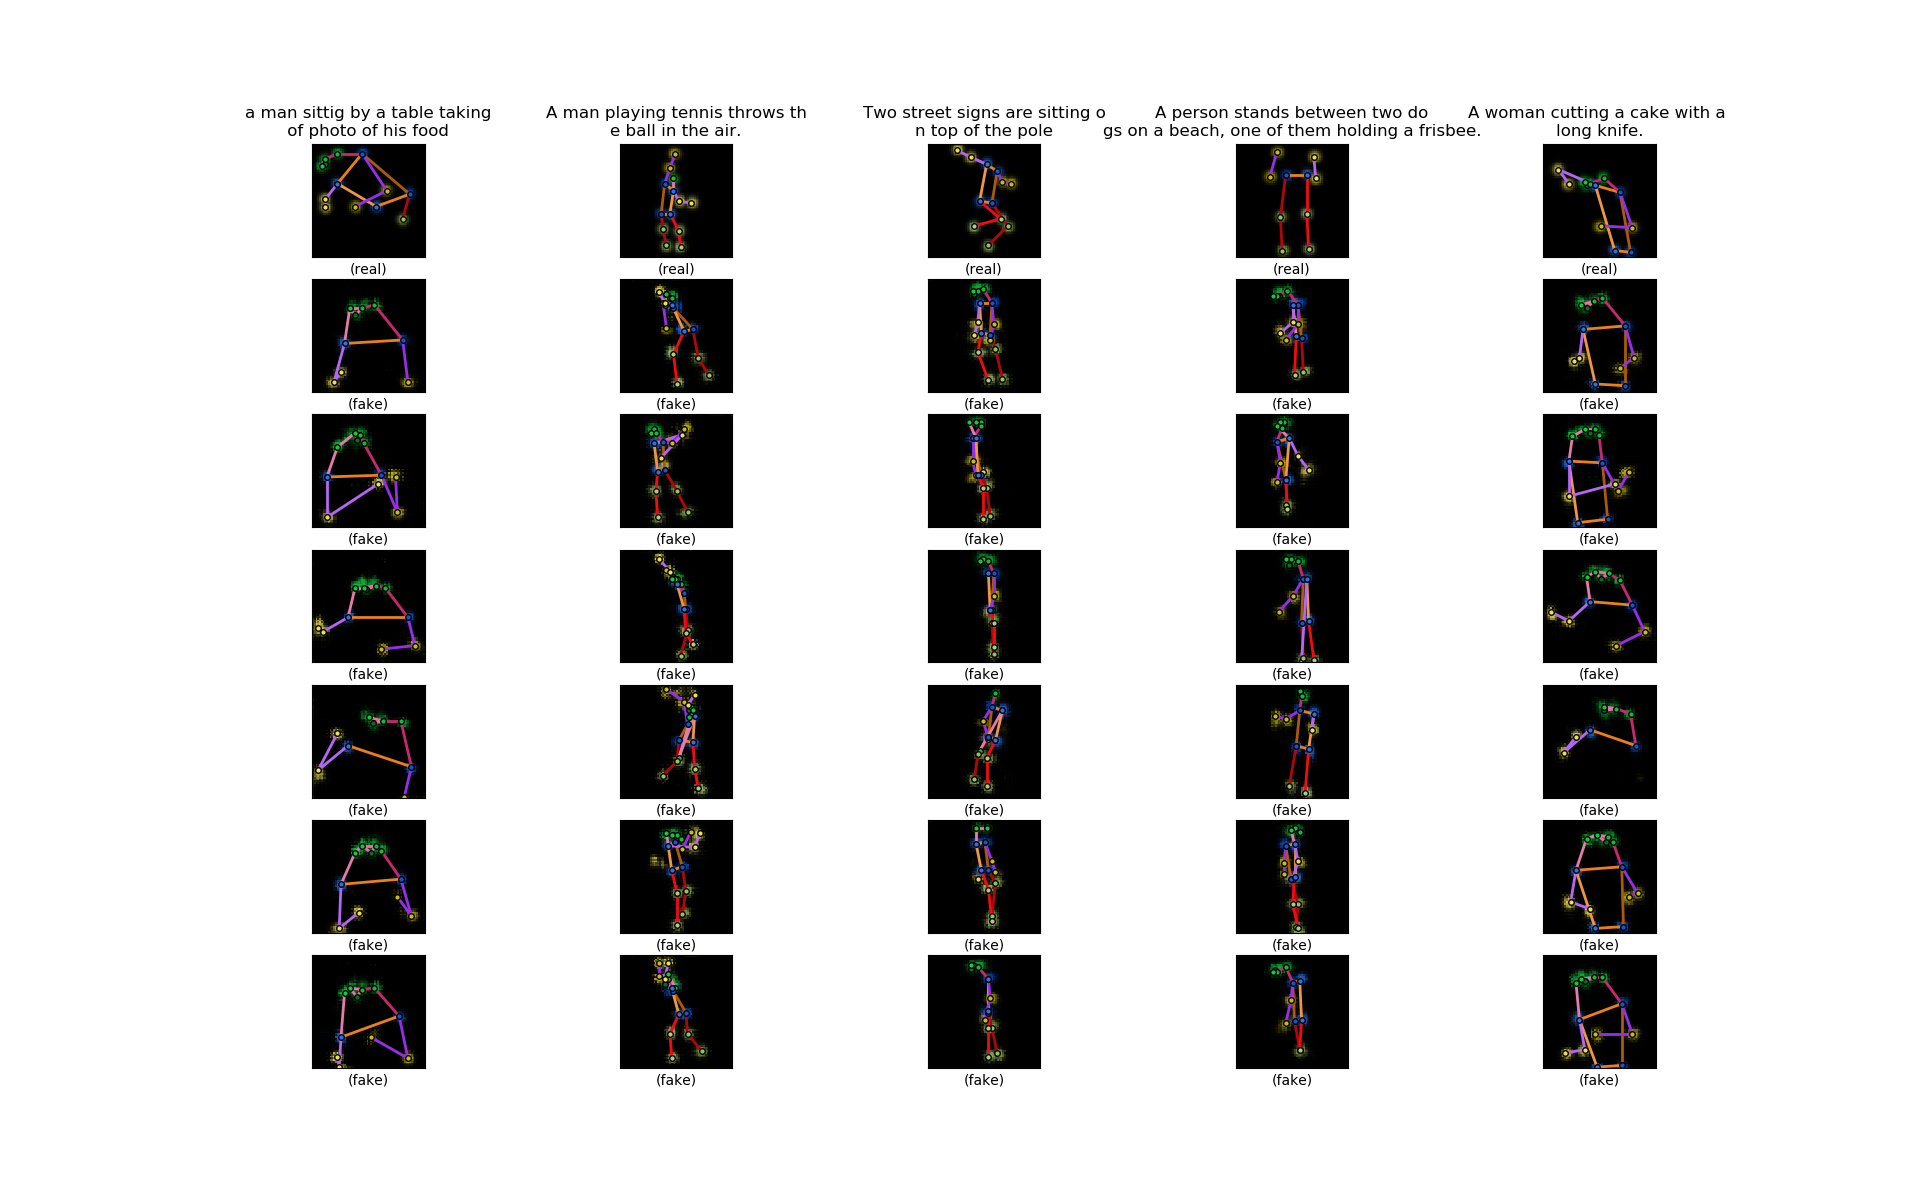 a man sittig by a table taking
of photo of his food
A man playing tennis throws th
e ball in the air.
Two street signs are sitting o
n top of the pole
A person stands between two do
gs on a beach, one of them holding a frisbee.
A woman cutting a cake with a
long knife.
(real) (real) (real) (real) (real)
(fake) (fake) (fake) (fake) (fake)
(fake) (fake) (fake) (fake) (fake)
(fake) (fake) (fake) (fake) (fake)
(fake) (fake) (fake) (fake) (fake)
(fake) (fake) (fake) (fake) (fake)
(fake) (fake) (fake) (fake) (fake)